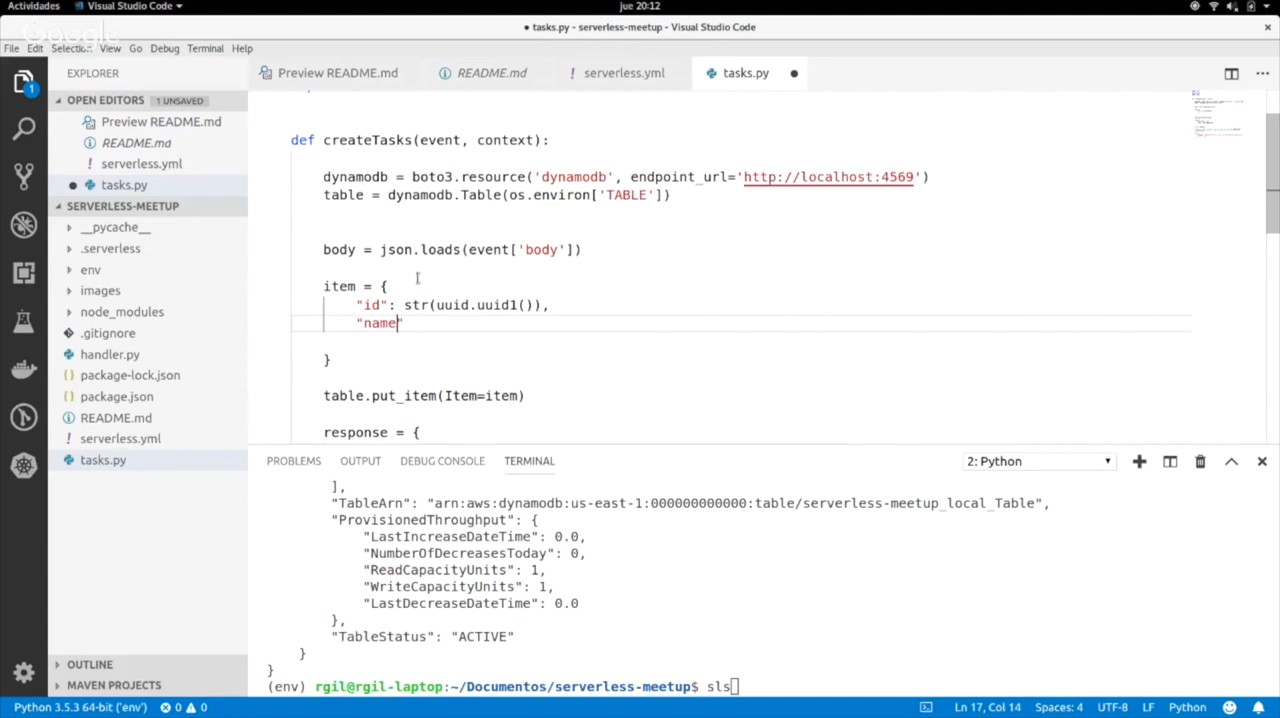 Actividades Visual Studio Code jue 20:12
Google
● tasks.py - serverless-meetup - Visual Studio Code
File Edit Selection View Go Debug Terminal Help
EXPLORER
OPEN EDITORS 1 UNSAVED
Preview README.md
README.md
serverless.yml
tasks.py
SERVERLESS-MEETUP
__pycache__
.serverless
env
images
node_modules
.gitignore
handler.py
package-lock.json
package.json
README.md
serverless.yml
tasks.py
OUTLINE
MAVEN PROJECTS
1
Preview README.md README.md serverless.yml tasks.py
def createTasks(event, context):
dynamodb = boto3.resource('dynamodb', endpoint_url='http://localhost:4569')
table = dynamodb.Table(os.environ['TABLE'])
body = json.loads(event['body'])
item = {
"id": str(uuid.uuid1()),
"name"
}
table.put_item(Item=item)
response = {
PROBLEMS OUTPUT DEBUG CONSOLE TERMINAL 2: Python
],
"TableArn": "arn:aws:dynamodb:us-east-1:000000000000:table/serverless-meetup_local_Table",
"ProvisionedThroughput": {
"LastIncreaseDateTime": 0.0,
"NumberOfDecreasesToday": 0,
"ReadCapacityUnits": 1,
"WriteCapacityUnits": 1,
"LastDecreaseDateTime": 0.0
},
"TableStatus": "ACTIVE"
}
}
(env) rgil@rgil-laptop:~/Documentos/serverless-meetup$ sls
Python 3.5.3 64-bit ('env') 0 0 Ln 17, Col 14 Spaces: 4 UTF-8 LF Python